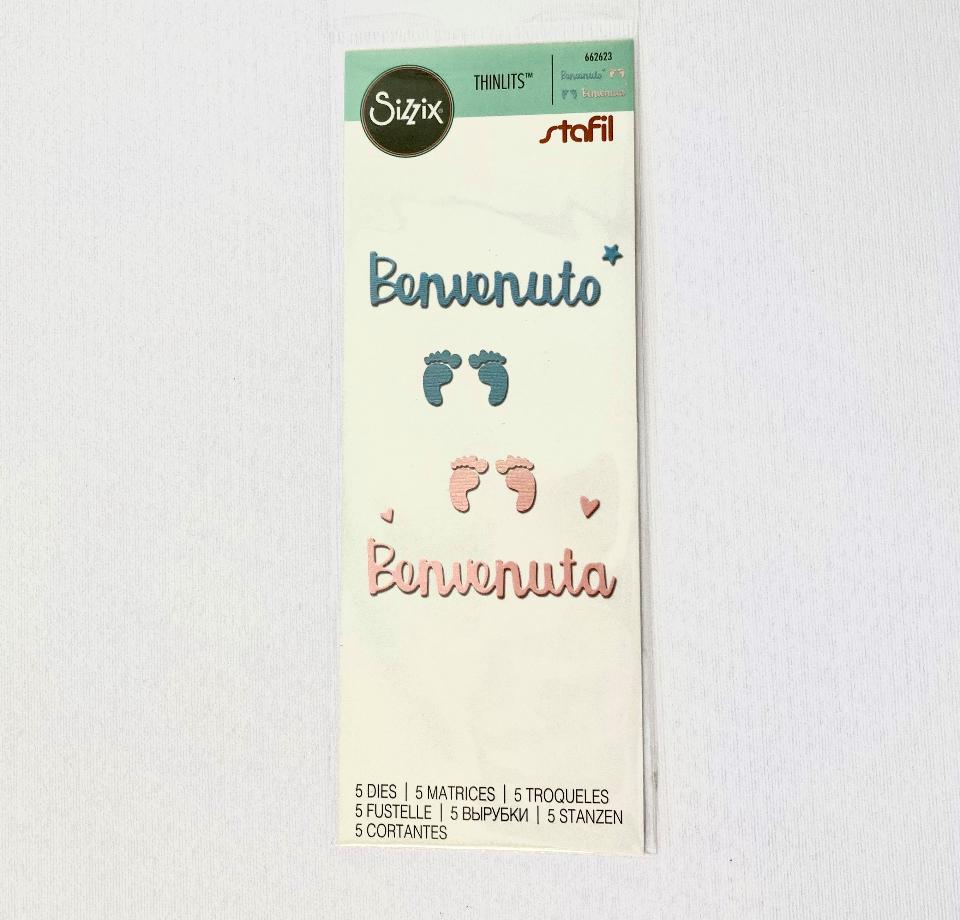 Sizzix
THINLITS™
662623
Benvenuto
Benvenuta
stafil
Benvenuto
Benvenuta
5 DIES | 5 MATRICES | 5 TROQUELES
5 FUSTELLE | 5 ВЫРУБКИ | 5 STANZEN
5 CORTANTES